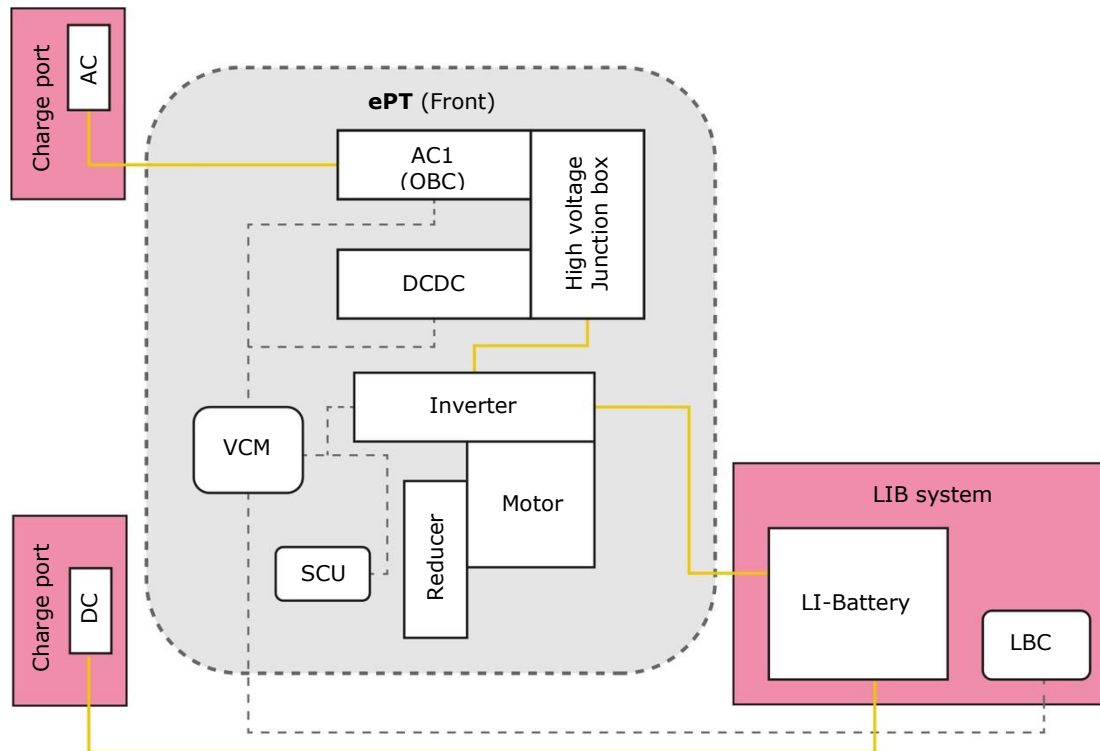 Charge port
AC
ePT (Front)
AC1
(OBC)
High voltage
Junction box
DCDC
Inverter
VCM
Motor
Reducer
SCU
Charge port
DC
LIB system
LI-Battery
LBC